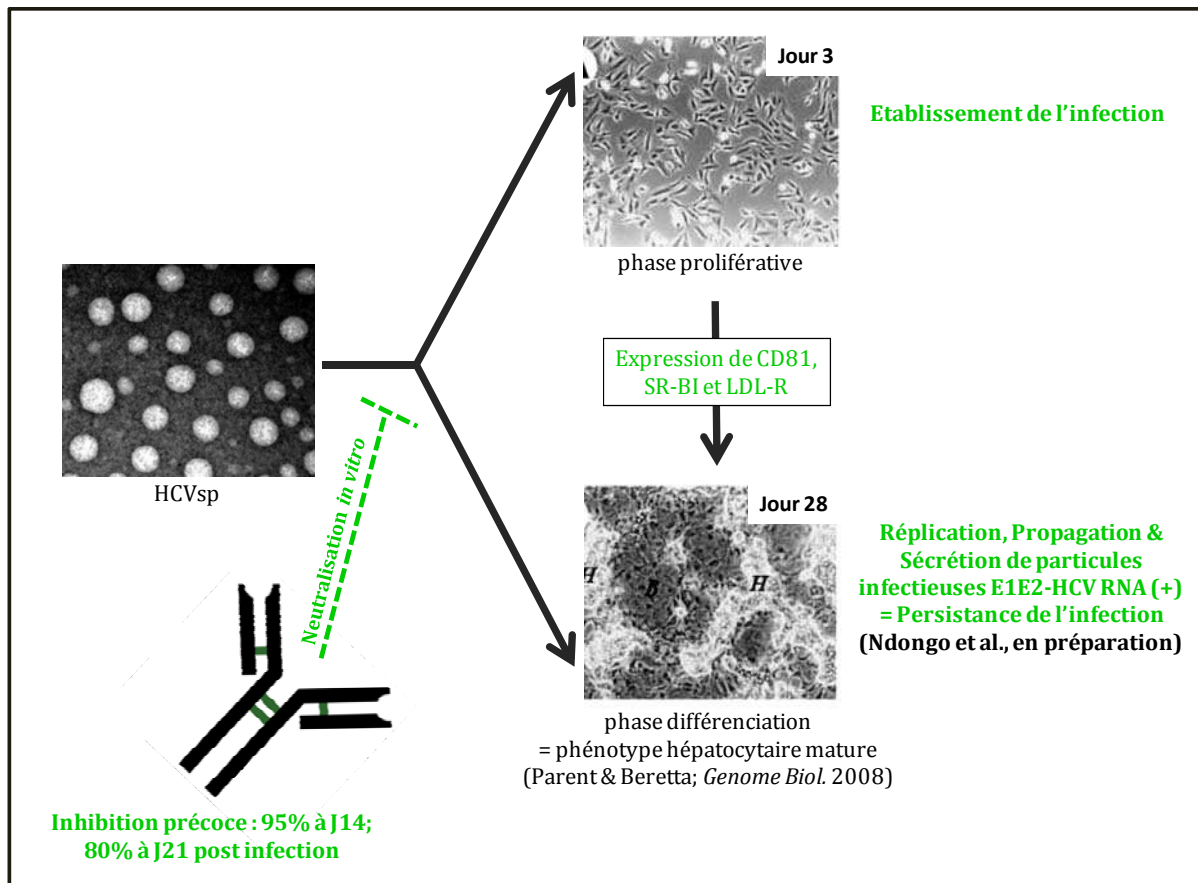 Jour 3
Etablissement de l'infection
phase proliférative
Expression de CD81,
SR-BI et LDL-R
HCVsp
Neutralisation in vitro
Jour 28
H
B
H
Réplication, Propagation &
Sécrétion de particules
infectieuses E1E2-HCV RNA (+)
= Persistance de l'infection
(Ndongo et al., en préparation)
phase différenciation
= phénotype hépatocytaire mature
(Parent & Beretta; Genome Biol. 2008)
Inhibition précoce : 95% à J14;
80% à J21 post infection